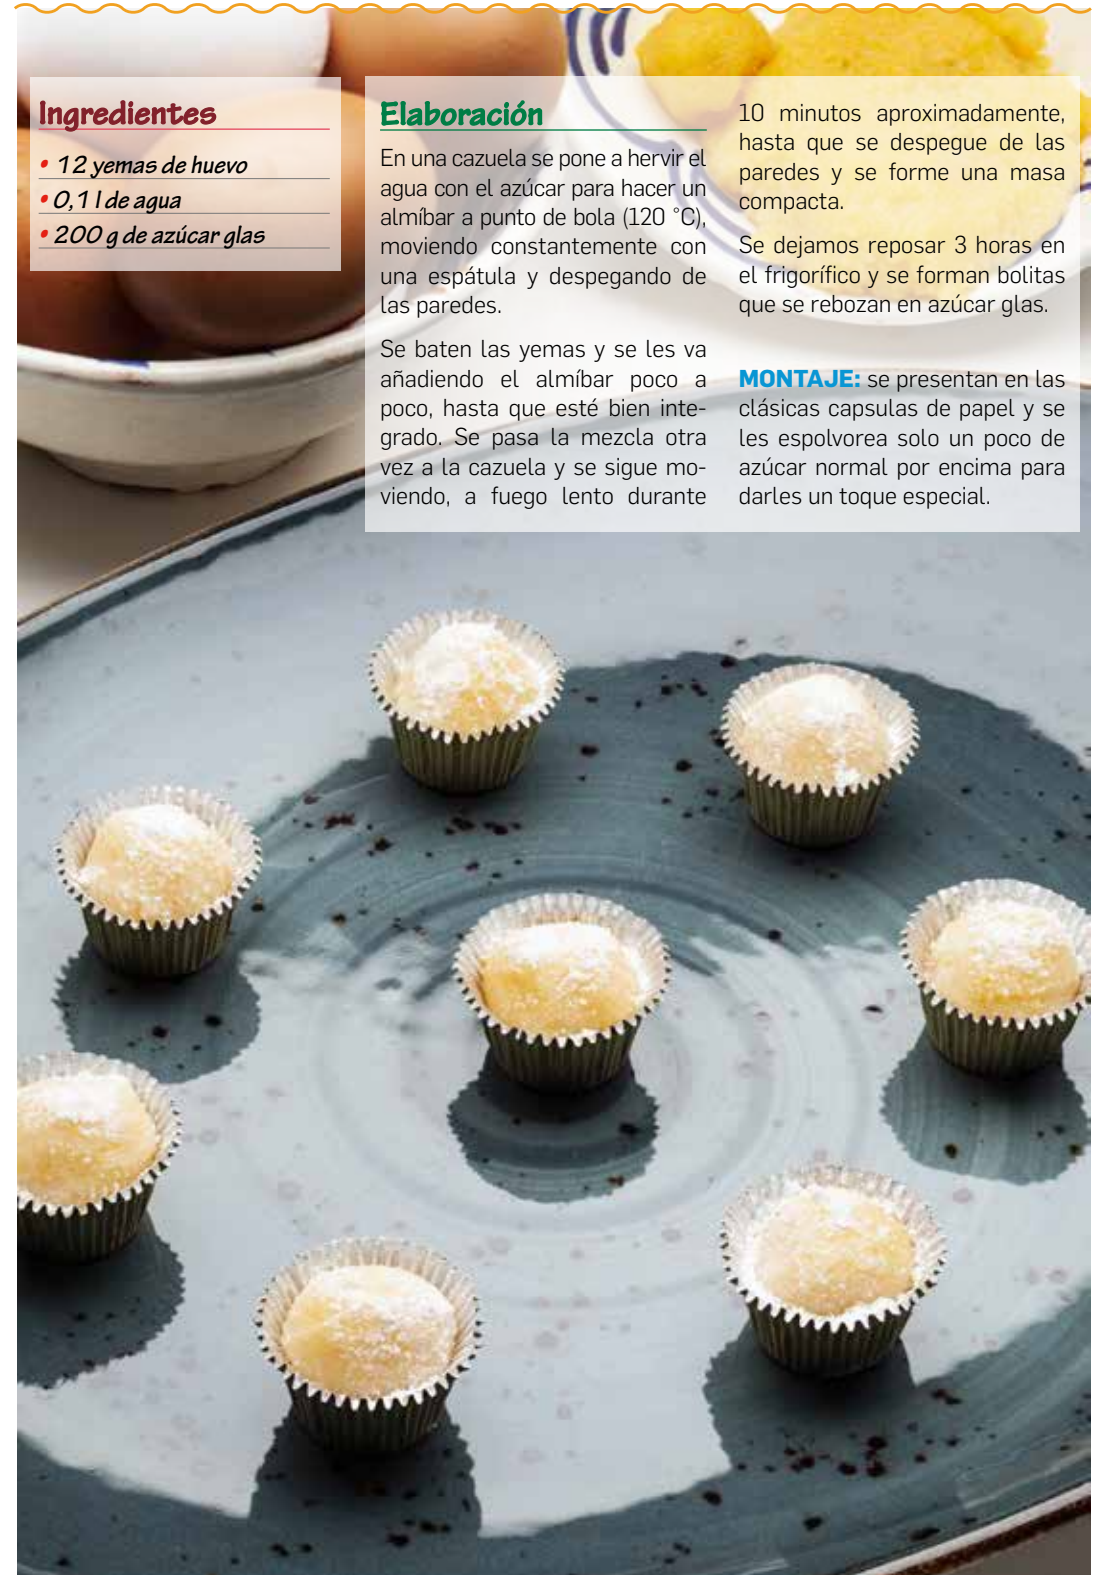 Ingredientes
• 12 yemas de huevo
• 0,1 l de agua
• 200 g de azúcar glas
Elaboración
En una cazuela se pone a hervir el
agua con el azúcar para hacer un
almíbar a punto de bola (120 °C),
moviendo constantemente con
una espátula y despegando de
las paredes.
Se baten las yemas y se les va
añadiendo el almíbar poco a
poco, hasta que esté bien inte-
grado. Se pasa la mezcla otra
vez a la cazuela y se sigue mo-
viendo, a fuego lento durante
10 minutos aproximadamente,
hasta que se despegue de las
paredes y se forme una masa
compacta.
Se dejamos reposar 3 horas en
el frigorífico y se forman bolitas
que se rebozan en azúcar glas.
MONTAJE: se presentan en las
clásicas capsulas de papel y se
les espolvorea solo un poco de
azúcar normal por encima para
darles un toque especial.